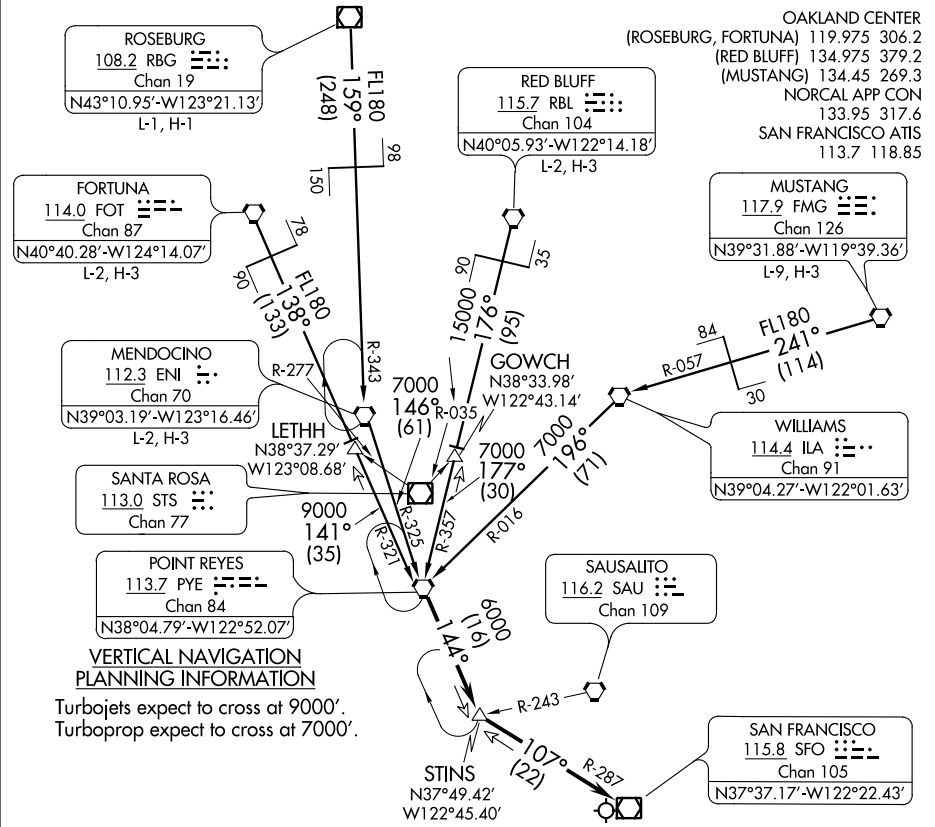 OAKLAND CENTER
(ROSEBURG, FORTUNA) 119.975 306.2
(RED BLUFF) 134.975 379.2
(MUSTANG) 134.45 269.3
NORCAL APP CON
133.95 317.6
SAN FRANCISCO ATIS
113.7 118.85
ROSEBURG
108.2 RBG
Chan 19
N43°10.95'-W123°21.13'
L-1, H-1
FL180
159°
(248)
98
150
RED BLUFF
115.7 RBL
Chan 104
N40°05.93'-W122°14.18'
L-2, H-3
FORTUNA
114.0 FOT
Chan 87
N40°40.28'-W124°14.07'
L-2, H-3
78
90
FL180
138°
(133)
MUSTANG
117.9 FMG
Chan 126
N39°31.88'-W119°39.36'
L-9, H-3
90
35
15000
176°
(95)
84
30
FL180
241°
(114)
R-057
MENDOCINO
112.3 ENI
Chan 70
N39°03.19'-W123°16.46'
L-2, H-3
R-277
R-343
7000
146°
(61)
R-035
GOWCH
N38°33.98'
W122°43.14'
LETHH
N38°37.29'
W123°08.68'
7000
177°
(30)
7000
196°
(71)
WILLIAMS
114.4 ILA
Chan 91
N39°04.27'-W122°01.63'
SANTA ROSA
113.0 STS
Chan 77
9000
141°
(35)
R-321
R-325
R-357
R-016
POINT REYES
113.7 PYE
Chan 84
N38°04.79'-W122°52.07'
SAUSALITO
116.2 SAU
Chan 109
6000
(16)
144°
VERTICAL NAVIGATION
PLANNING INFORMATION
Turbojets expect to cross at 9000'.
Turboprop expect to cross at 7000'.
R-243
STINS
N37°49.42'
W122°45.40'
107°
(22)
R-287
SAN FRANCISCO
115.8 SFO
Chan 105
N37°37.17'-W122°22.43'